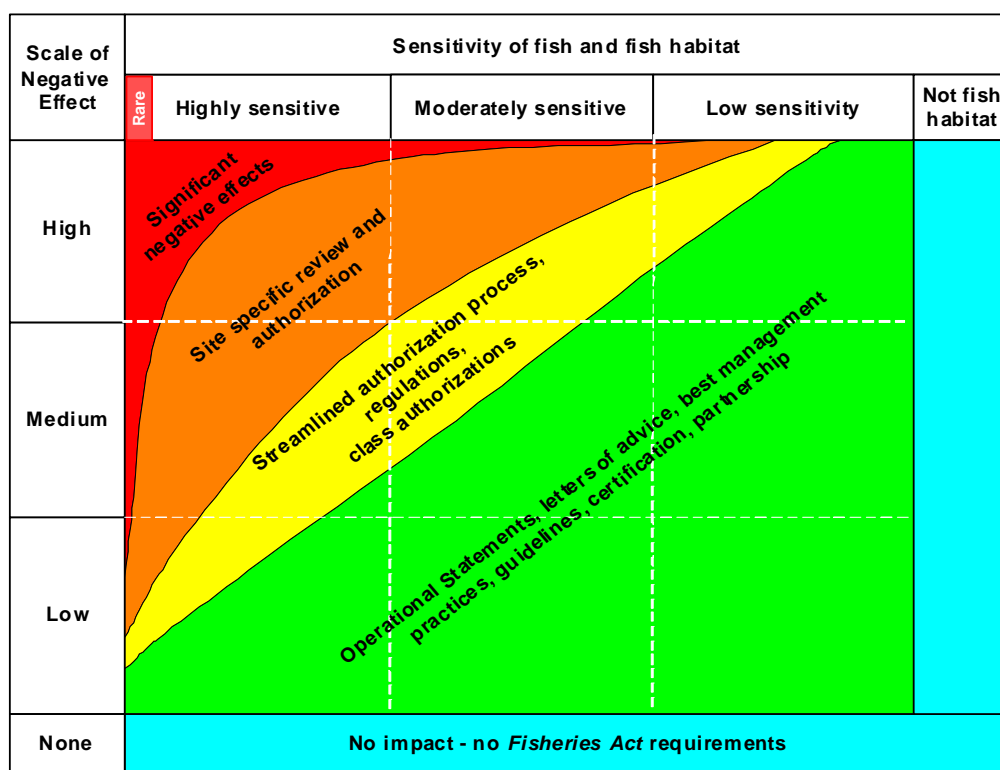 Scale of
Negative
Effect
Sensitivity of fish and fish habitat
Rare
Highly sensitive
Moderately sensitive
Low sensitivity
Not fish
habitat
High
Medium
Low
None
Significant
negative effects
Site specific review and
authorization
Streamlined authorization process,
regulations,
class authorizations
Operational Statements, letters of advice, best management
practices, guidelines, certification, partnership
No impact - no Fisheries Act requirements